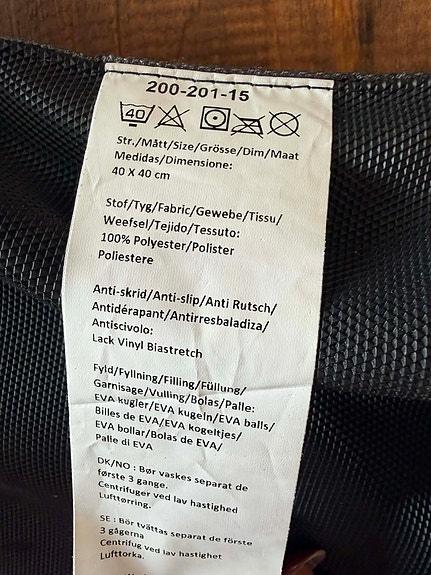 200-201-15
40
Str./Mått/Size/Grösse/Dim/Maat
Medidas/Dimensione:
40 X 40 cm
Stof/Tyg/Fabric/Gewebe/Tissu/
Weefsel/Tejido/Tessuto:
100% Polyester/Polister
Poliestere
Anti-skrid/Anti-slip/Anti Rutsch/
Antidérapant/Antirresbaladiza/
Antiscivolo:
Lack Vinyl Biastretch
Fyld/Fyllning/Filling/Füllung/
Garnisage/Vulling/Bolas/Palle:
EVA kugler/EVA kugeln/EVA balls/
Billes de EVA/EVA kogeltjes/
EVA bollar/Bolas de EVA/
Palle di EVA
DK/NO : Bør vaskes separat de
første 3 gange.
Centrifuger ved lav hastighed
Lufttørring.
SE : Bör tvättas separat de förste
3 gågerna
Centrifug ved lav hastighet
Lufttorka.